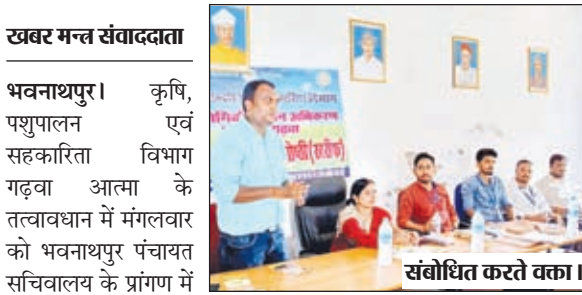 खबर मन्त्र संवाददाता
भवनाथपुर। कृषि,
पशुपालन एवं
सहकारिता विभाग
गढ़वा आत्मा के
तत्वावधान में मंगलवार
को भवनाथपुर पंचायत
सचिवालय के प्रांगण में
संबोधित करते वक्ता।